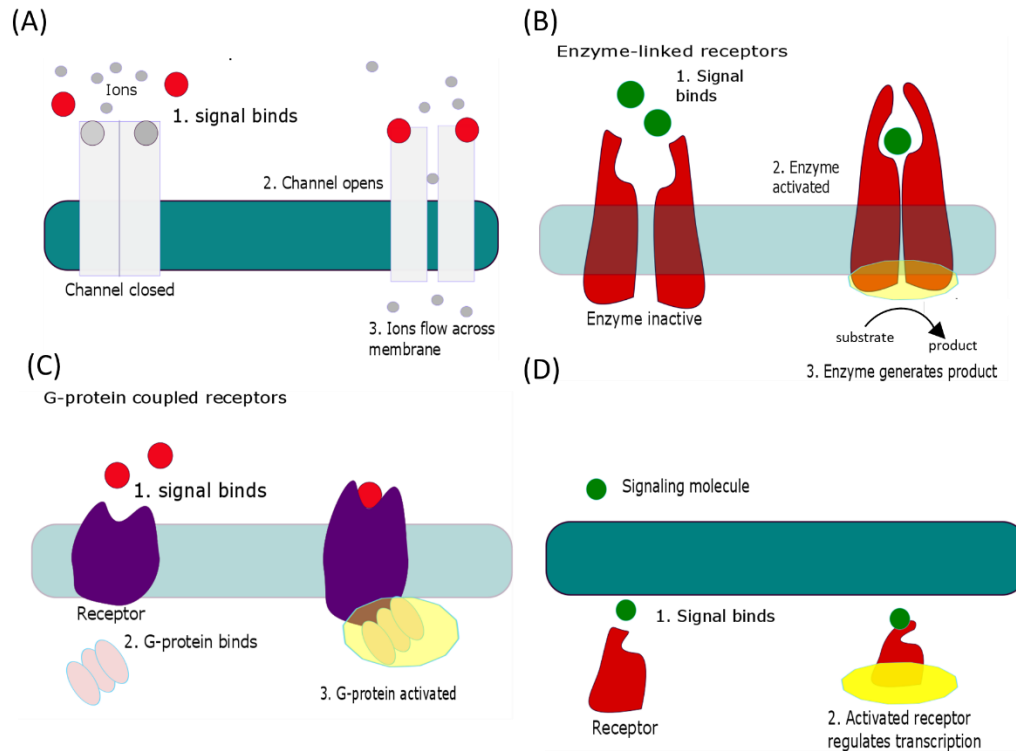 (A)
Ions
1. signal binds
2. Channel opens
Channel closed
3. Ions flow across
membrane
(B)
Enzyme-linked receptors
1. Signal
binds
2. Enzyme
activated
Enzyme inactive
substrate
product
3. Enzyme generates product
(C)
G-protein coupled receptors
1. signal binds
Receptor
2. G-protein binds
3. G-protein activated
(D)
Signaling molecule
1. Signal binds
Receptor
2. Activated receptor
regulates transcription